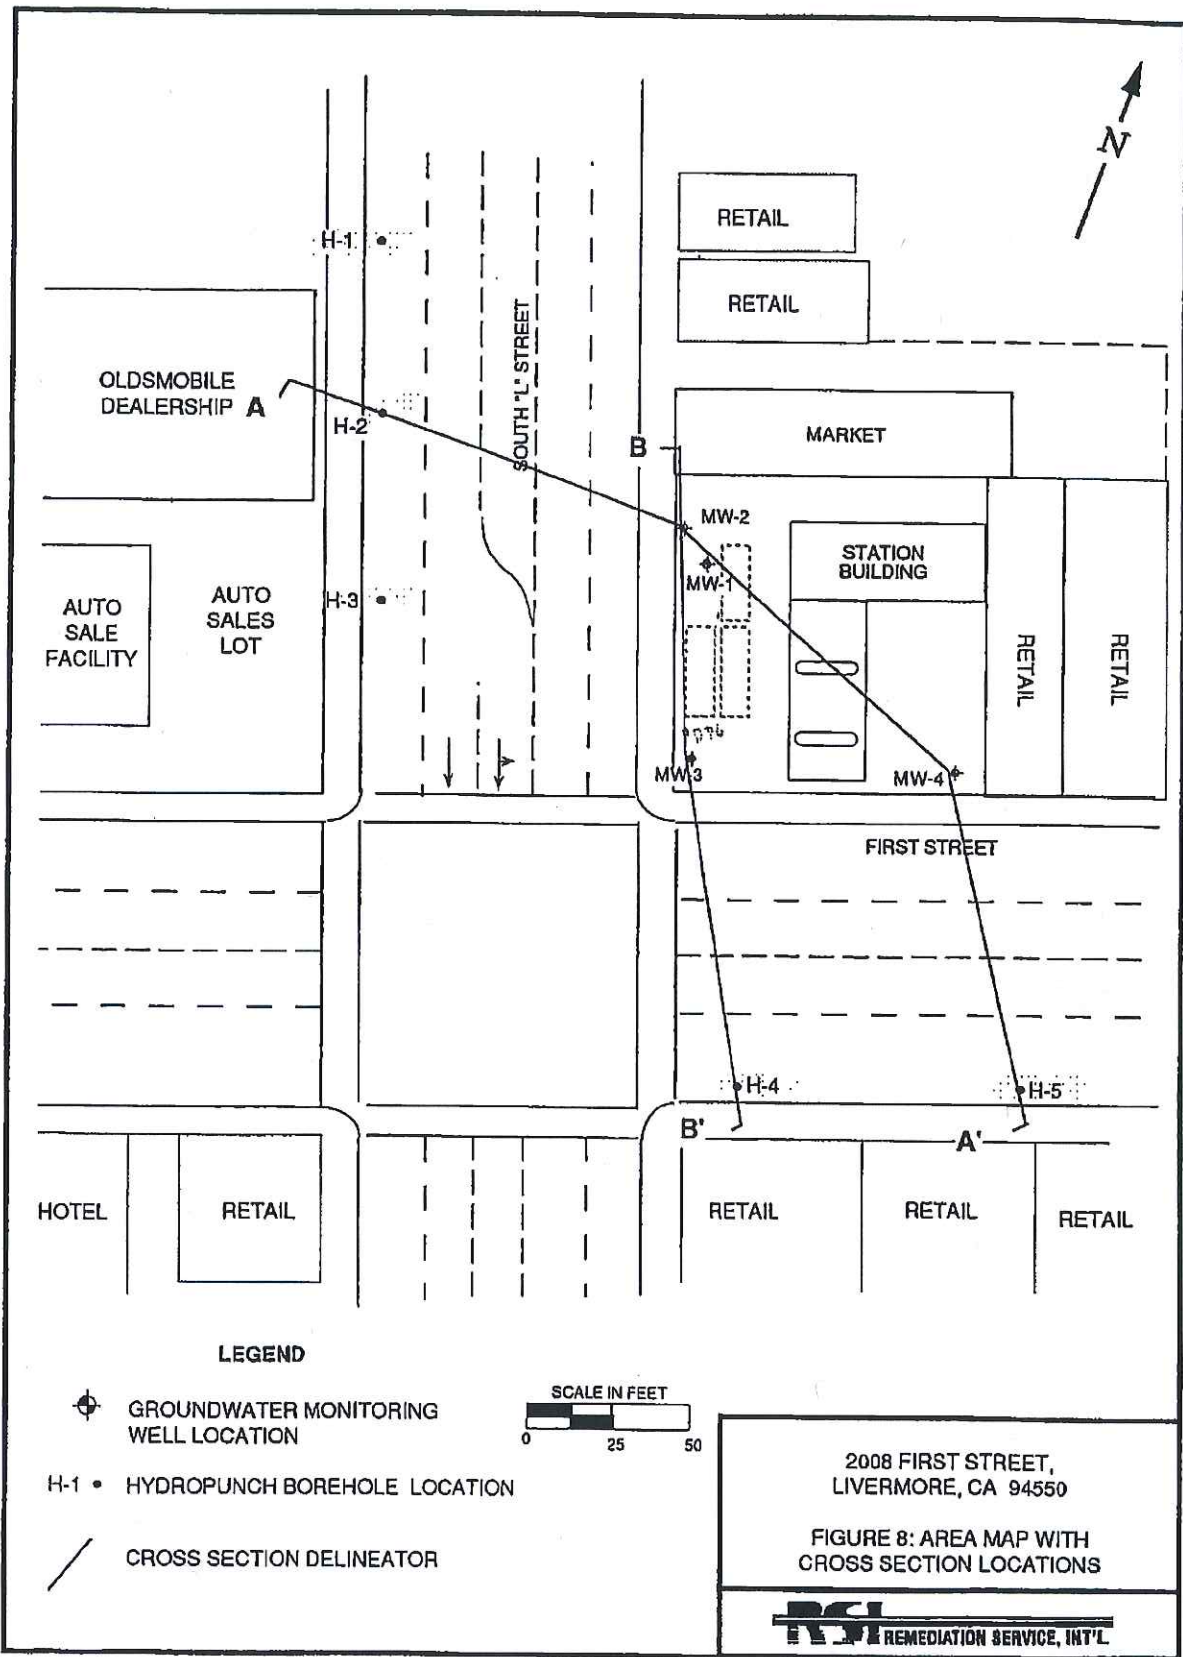 N
RETAIL
H-1
RETAIL
SOUTH "L" STREET
OLDSMOBILE
DEALERSHIP
A
H-2
B
MARKET
MW-2
STATION
BUILDING
MW-1
H-3
AUTO
SALE
FACILITY
AUTO
SALES
LOT
RETAIL
RETAIL
MW-3
MW-4
FIRST STREET
H-4
H-5
B'
A'
HOTEL
RETAIL
RETAIL
RETAIL
RETAIL
LEGEND
GROUNDWATER MONITORING
WELL LOCATION
SCALE IN FEET
0 25 50
H-1 • HYDROPUNCH BOREHOLE LOCATION
CROSS SECTION DELINEATOR
2008 FIRST STREET,
LIVERMORE, CA 94550
FIGURE 8: AREA MAP WITH
CROSS SECTION LOCATIONS
RSI REMEDIATION SERVICE, INT'L